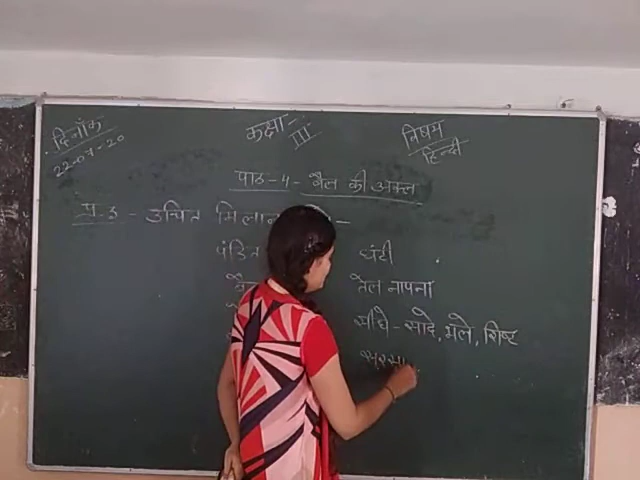 दिनाँक
22-07-20
कक्षा-
III
विषय
हिन्दी
पाठ-4- बैल की अक्ल
प्र.3 - उचित मिलान
पंडित घंटी
तेल नापना
सीधे - सादे, भले, शिष्ट